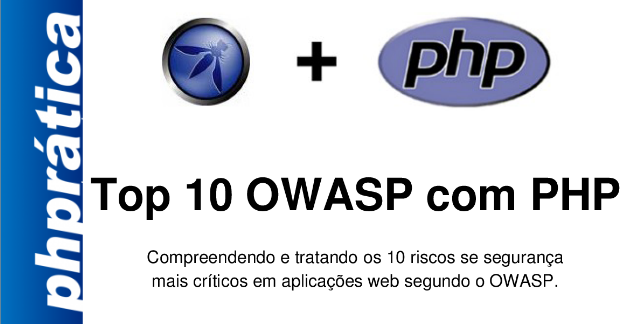 phprática
+
php
Top 10 OWASP com PHP
Compreendendo e tratando os 10 riscos se segurança
mais críticos em aplicações web segundo o OWASP.